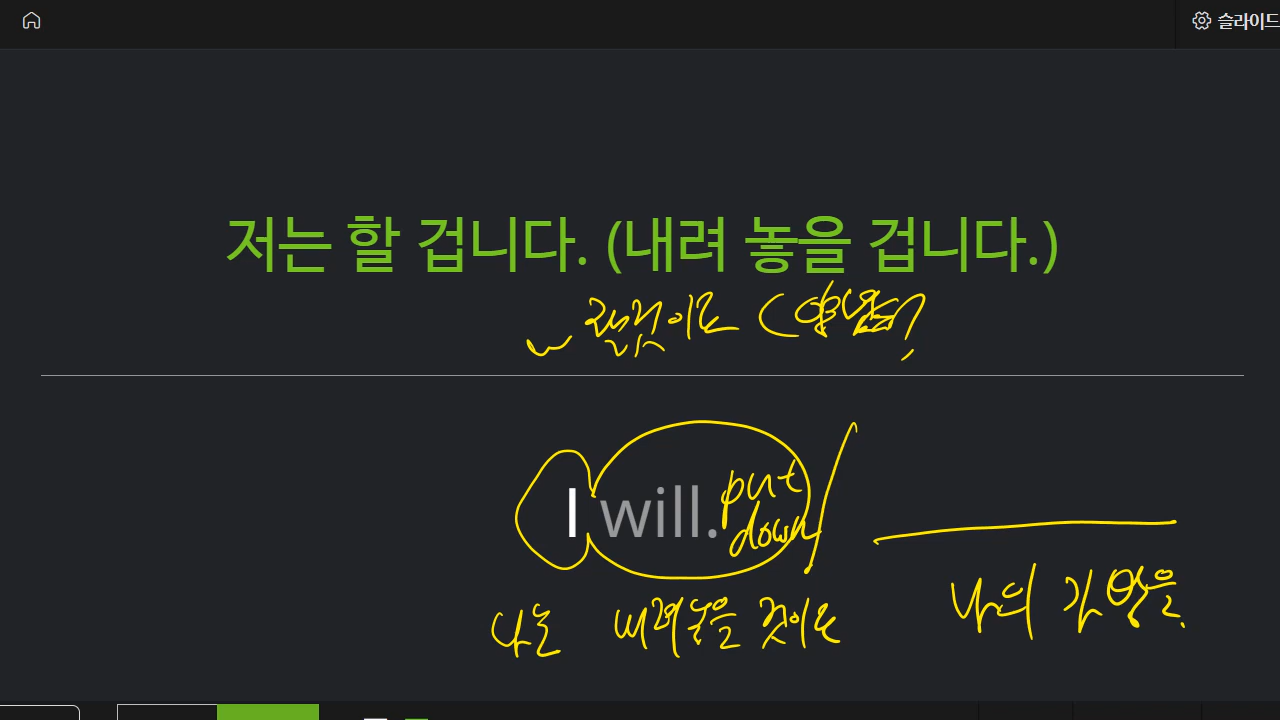 슬라이드
저는 할 겁니다. (내려 놓을 겁니다.)
I will. put down
나는 내려놓을 것이다
나의 가방을